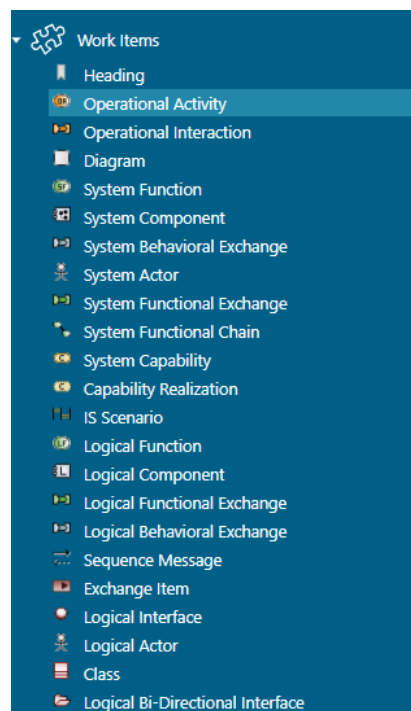 Work Items
Heading
Operational Activity
Operational Interaction
Diagram
System Function
System Component
System Behavioral Exchange
System Actor
System Functional Exchange
System Functional Chain
System Capability
Capability Realization
IS Scenario
Logical Function
Logical Component
Logical Functional Exchange
Logical Behavioral Exchange
Sequence Message
Exchange Item
Logical Interface
Logical Actor
Class
Logical Bi-Directional Interface